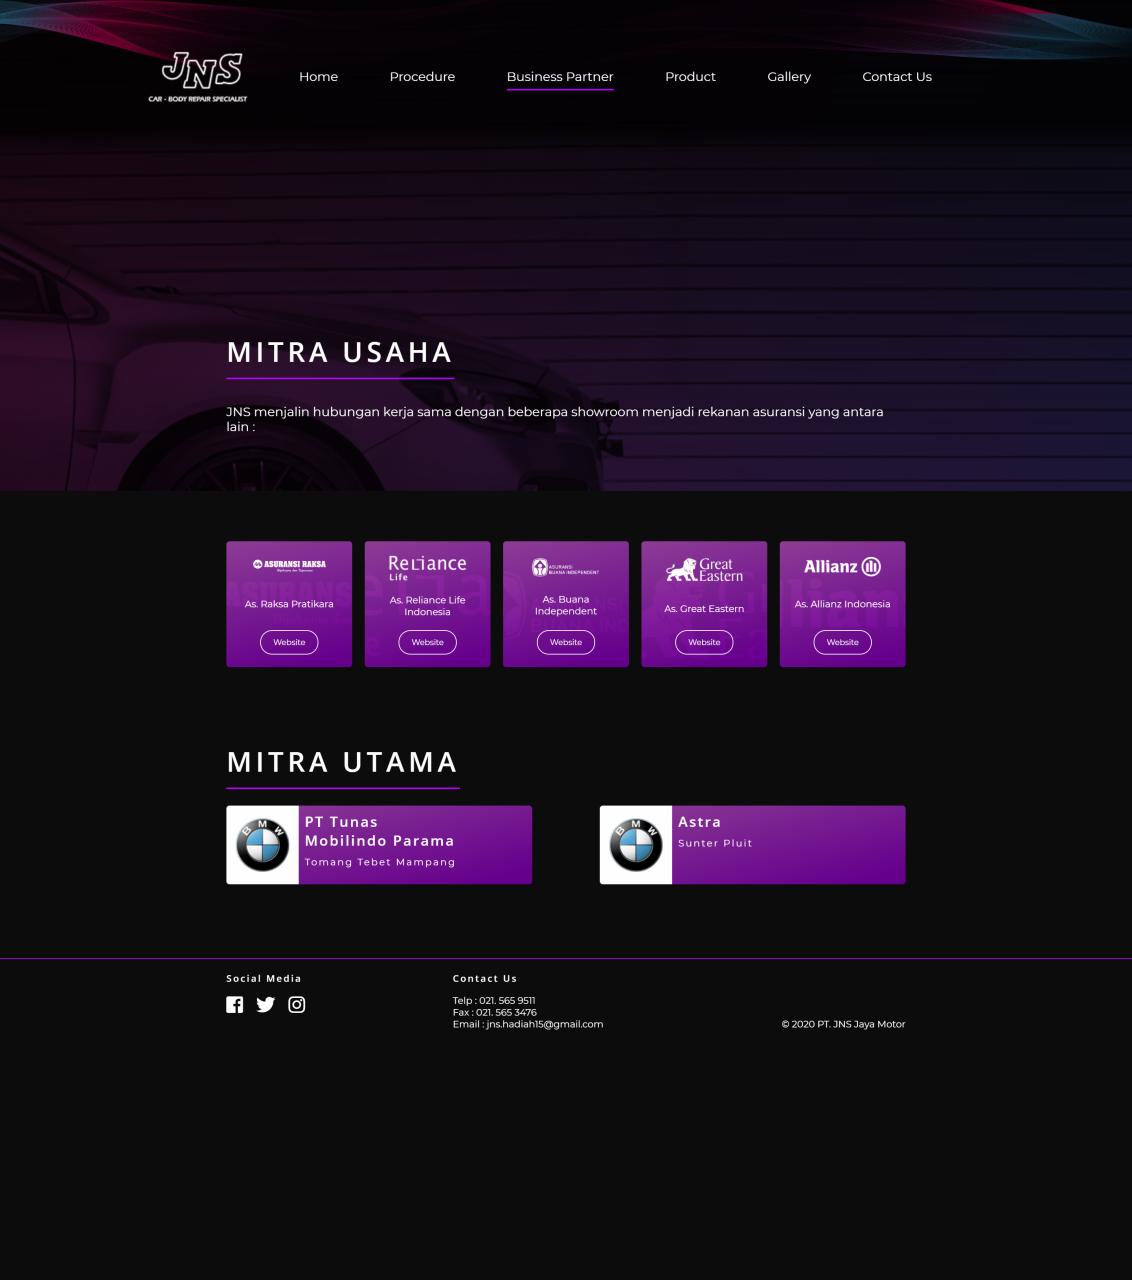 JNS
CAR - BODY REPAIR SPECIALIST
Home
Procedure
Business Partner
Product
Gallery
Contact Us
MITRA USAHA
JNS menjalin hubungan kerja sama dengan beberapa showroom menjadi rekanan asuransi yang antara
lain :
ASURANSI RAKSA
As. Raksa Pratikara
Website
Reliance
Life
As. Reliance Life
Indonesia
Website
ASURANSI
BUANA INDEPENDENT
As. Buana
Independent
Website
Great
Eastern
As. Great Eastern
Website
Allianz
As. Allianz Indonesia
Website
MITRA UTAMA
BMW
PT Tunas
Mobilindo Parama
Tomang Tebet Mampang
BMW
Astra
Sunter Pluit
Social Media
Contact Us
Telp : 021. 565 9511
Fax : 021. 565 3476
Email : jns.hadiah15@gmail.com
© 2020 PT. JNS Jaya Motor